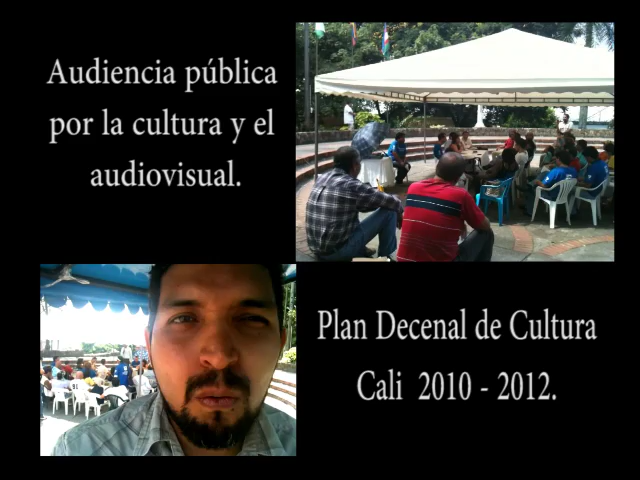 Audiencia pública
por la cultura y el
audiovisual.
Plan Decenal de Cultura
Cali 2010 - 2012.